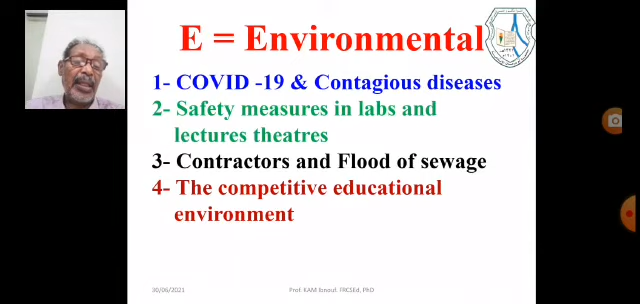 E = Environmental
1- COVID -19 & Contagious diseases
2- Safety measures in labs and
lectures theatres
3- Contractors and Flood of sewage
4- The competitive educational
environment
30/06/2021
Prof. KAM Ibnouf. FRCSEd, PhD